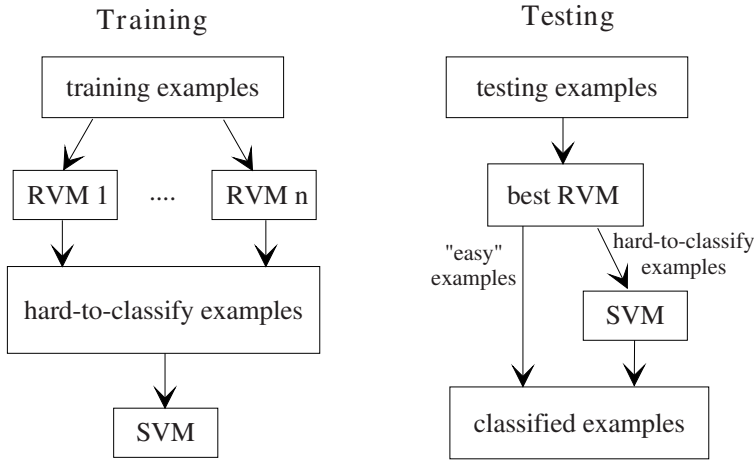 Training
training examples
RVM 1
....
RVM n
hard-to-classify examples
SVM
Testing
testing examples
best RVM
"easy"
examples
hard-to-classify
examples
SVM
classified examples